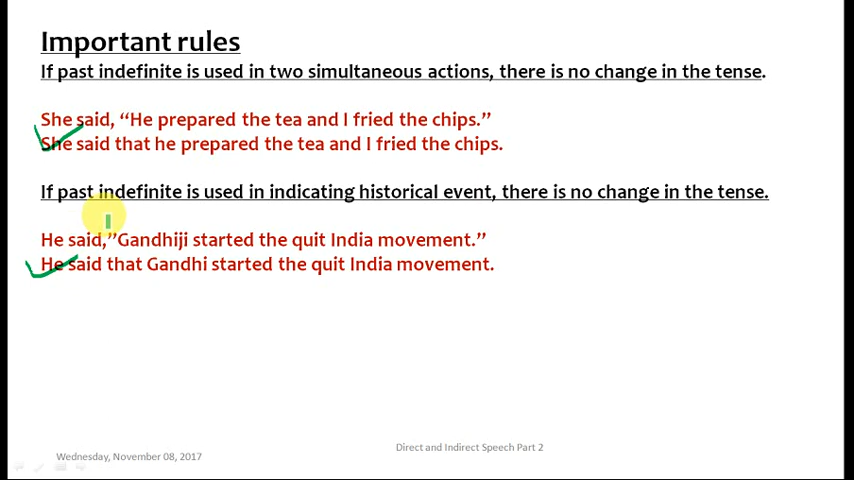 Important rules
If past indefinite is used in two simultaneous actions, there is no change in the tense.
She said, “He prepared the tea and I fried the chips.”
She said that he prepared the tea and I fried the chips.
If past indefinite is used in indicating historical event, there is no change in the tense.
He said,”Gandhiji started the quit India movement.”
He said that Gandhi started the quit India movement.
Direct and Indirect Speech Part 2
Wednesday, November 08, 2017